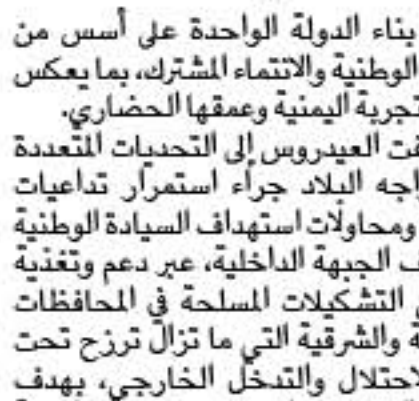 بناء الدولة الواحدة على أسس من
الوطنية والانتماء المشترك، بما يعكس
تجربة اليمنية وعمقها الحضاري.
العيدروس إلى التحديات المتعددة
البلاد جراء استمرار تداعيات
ومحاولات استهداف السيادة الوطنية
الجبهة الداخلية، عبر دعم وتغذية
التشكيلات المسلحة في المحافظات
والشرقية التي ما تزال ترزح تحت
والتدخل الخارجي، بهدف